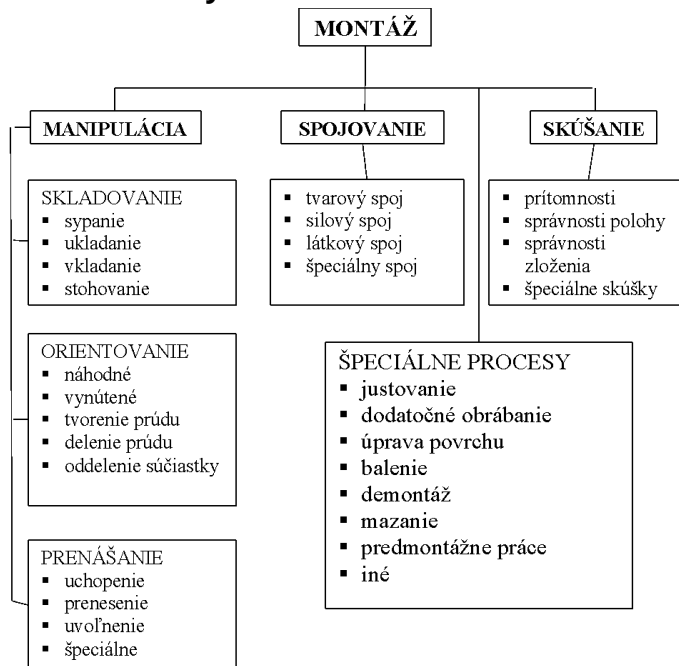 MONTÁŽ
MANIPULÁCIA
SPOJOVANIE
SKÚŠANIE
SKLADOVANIE
▪ sypanie
▪ ukladanie
▪ vkladanie
▪ stohovanie
▪ tvarový spoj
▪ silový spoj
▪ látkový spoj
▪ špeciálny spoj
▪ prítomnosti
▪ správnosti polohy
▪ správnosti
zloženia
▪ špeciálne skúšky
ORIENTOVANIE
▪ náhodné
▪ vynútené
▪ tvorenie prúdu
▪ delenie prúdu
▪ oddelenie súčiastky
ŠPECIÁLNE PROCESY
▪ justovanie
▪ dodatočné obrábanie
▪ úprava povrchu
▪ balenie
▪ demontáž
▪ mazanie
▪ predmontážne práce
▪ iné
PRENÁŠANIE
▪ uchopenie
▪ prenesenie
▪ uvoľnenie
▪ špeciálne